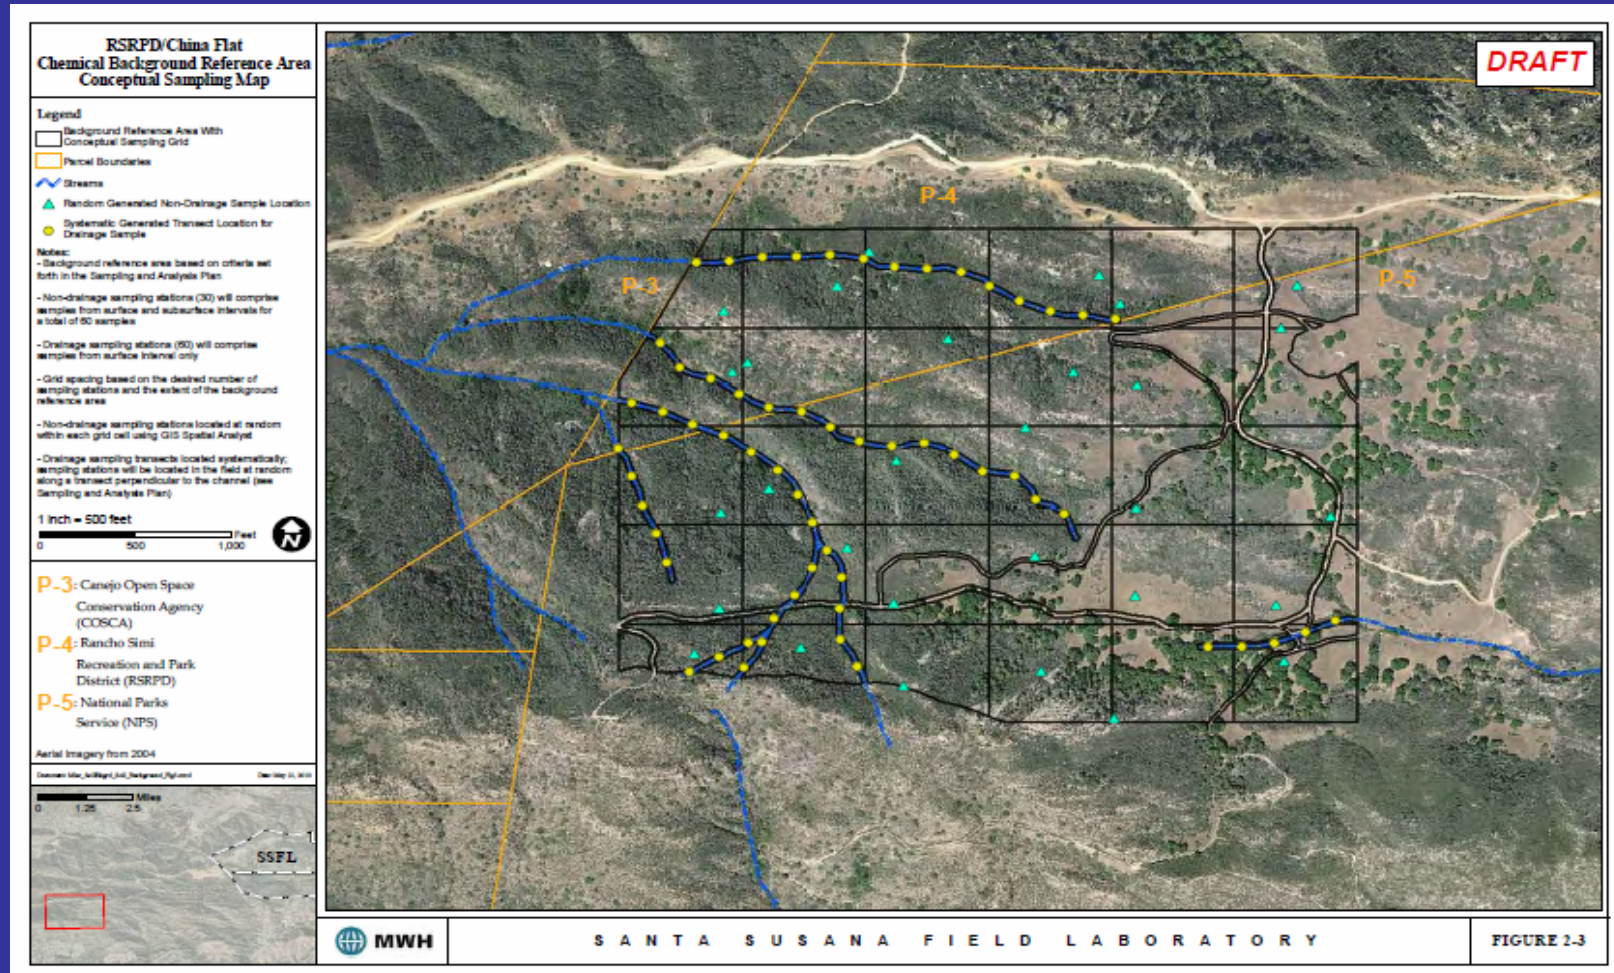 RSRPD/China Flat
Chemical Background Reference Area
Conceptual Sampling Map
Legend
Background Reference Area With
Conceptual Sampling Grid
Parcel Boundaries
Streams
Random Generated Non-Drainage Sample Location
Systematic Generated Transect Location for
Drainage Sample
Notes:
- Background reference area based on criteria set
forth in the Sampling and Analysis Plan
- Non-drainage sampling stations (30) will comprise
samples from surface and subsurface intervals for
a total of 60 samples
- Drainage sampling stations (60) will comprise
samples from surface interval only
- Grid spacing based on the desired number of
sampling stations and the extent of the background
reference area
- Non-drainage sampling stations located at random
within each grid cell using GIS Spatial Analyst
- Drainage sampling transects located systematically;
sampling stations will be located in the field at random
along a transect perpendicular to the channel (see
Sampling and Analysis Plan)
1 inch = 500 feet
Feet
0 500 1,000
N
P-3: Canejo Open Space
Conservation Agency
(COSCA)
P-4: Rancho Simi
Recreation and Park
District (RSRPD)
P-5: National Parks
Service (NPS)
Aerial Imagery from 2004
Miles
0 1.25 2.5
SSFL
DRAFT
P-4
P-3
P-5
MWH
SANTA SUSANA FIELD LABORATORY
FIGURE 2-3